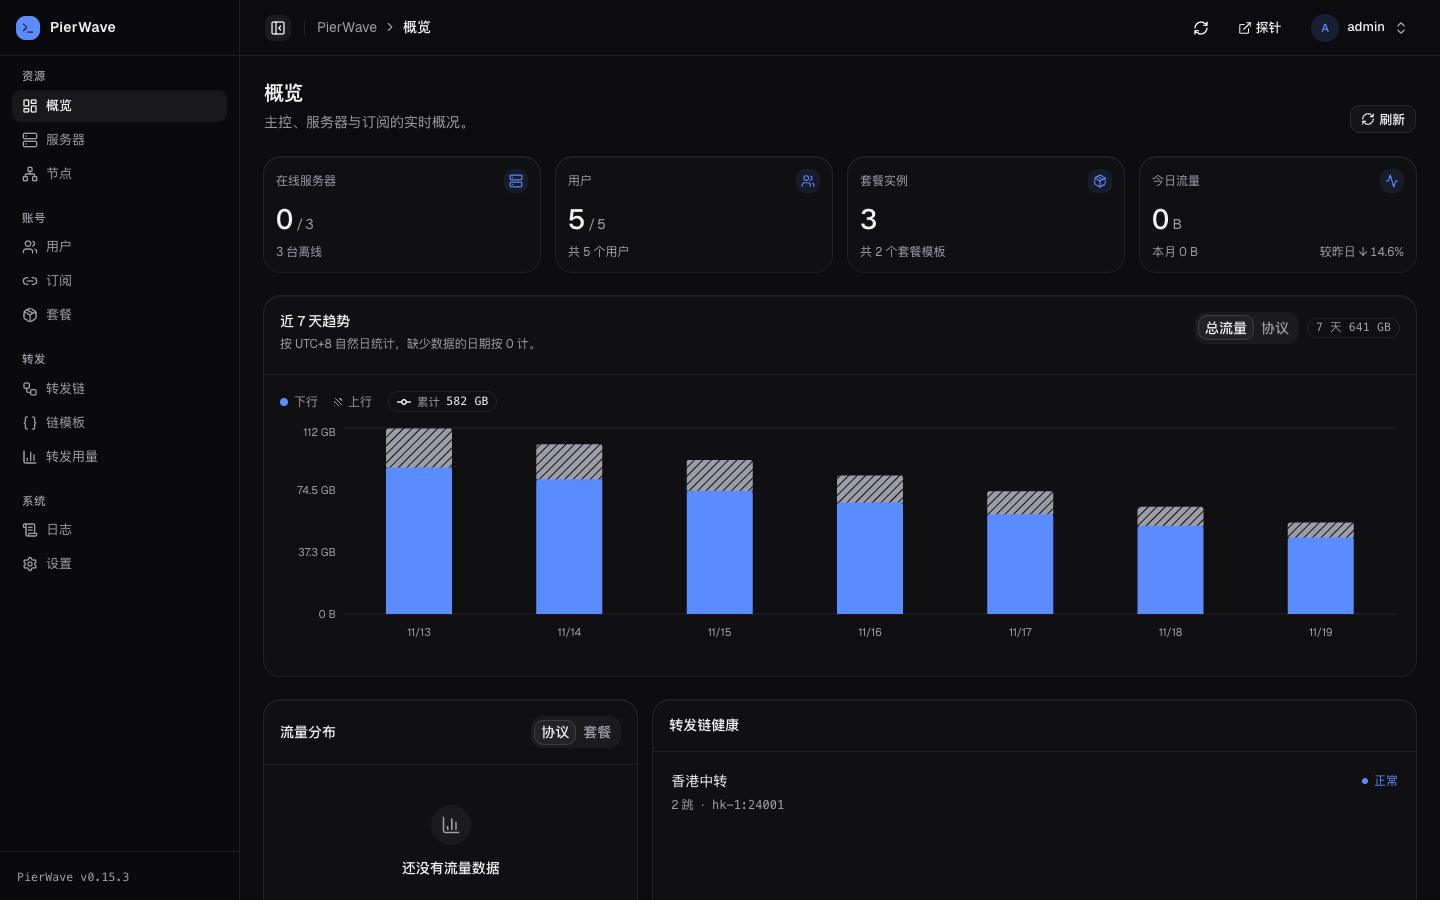 PierWave
PierWave > 概览
探针
A admin
资源
概览
服务器
节点
账号
用户
订阅
套餐
转发
转发链
链模板
转发用量
系统
日志
设置
PierWave v0.15.3
概览
主控、服务器与订阅的实时概况。
刷新
在线服务器
0 / 3
3 台离线
用户
5 / 5
共 5 个用户
套餐实例
3
共 2 个套餐模板
今日流量
0 B
本月 0 B 较昨日 ↓ 14.6%
近 7 天趋势
按 UTC+8 自然日统计，缺少数据的日期按 0 计。
总流量 协议 7 天 641 GB
下行 上行 累计 582 GB
112 GB
74.5 GB
37.3 GB
0 B
11/13 11/14 11/15 11/16 11/17 11/18 11/19
流量分布
协议 套餐
还没有流量数据
转发链健康
香港中转
正常
2 跳 · hk-1:24001